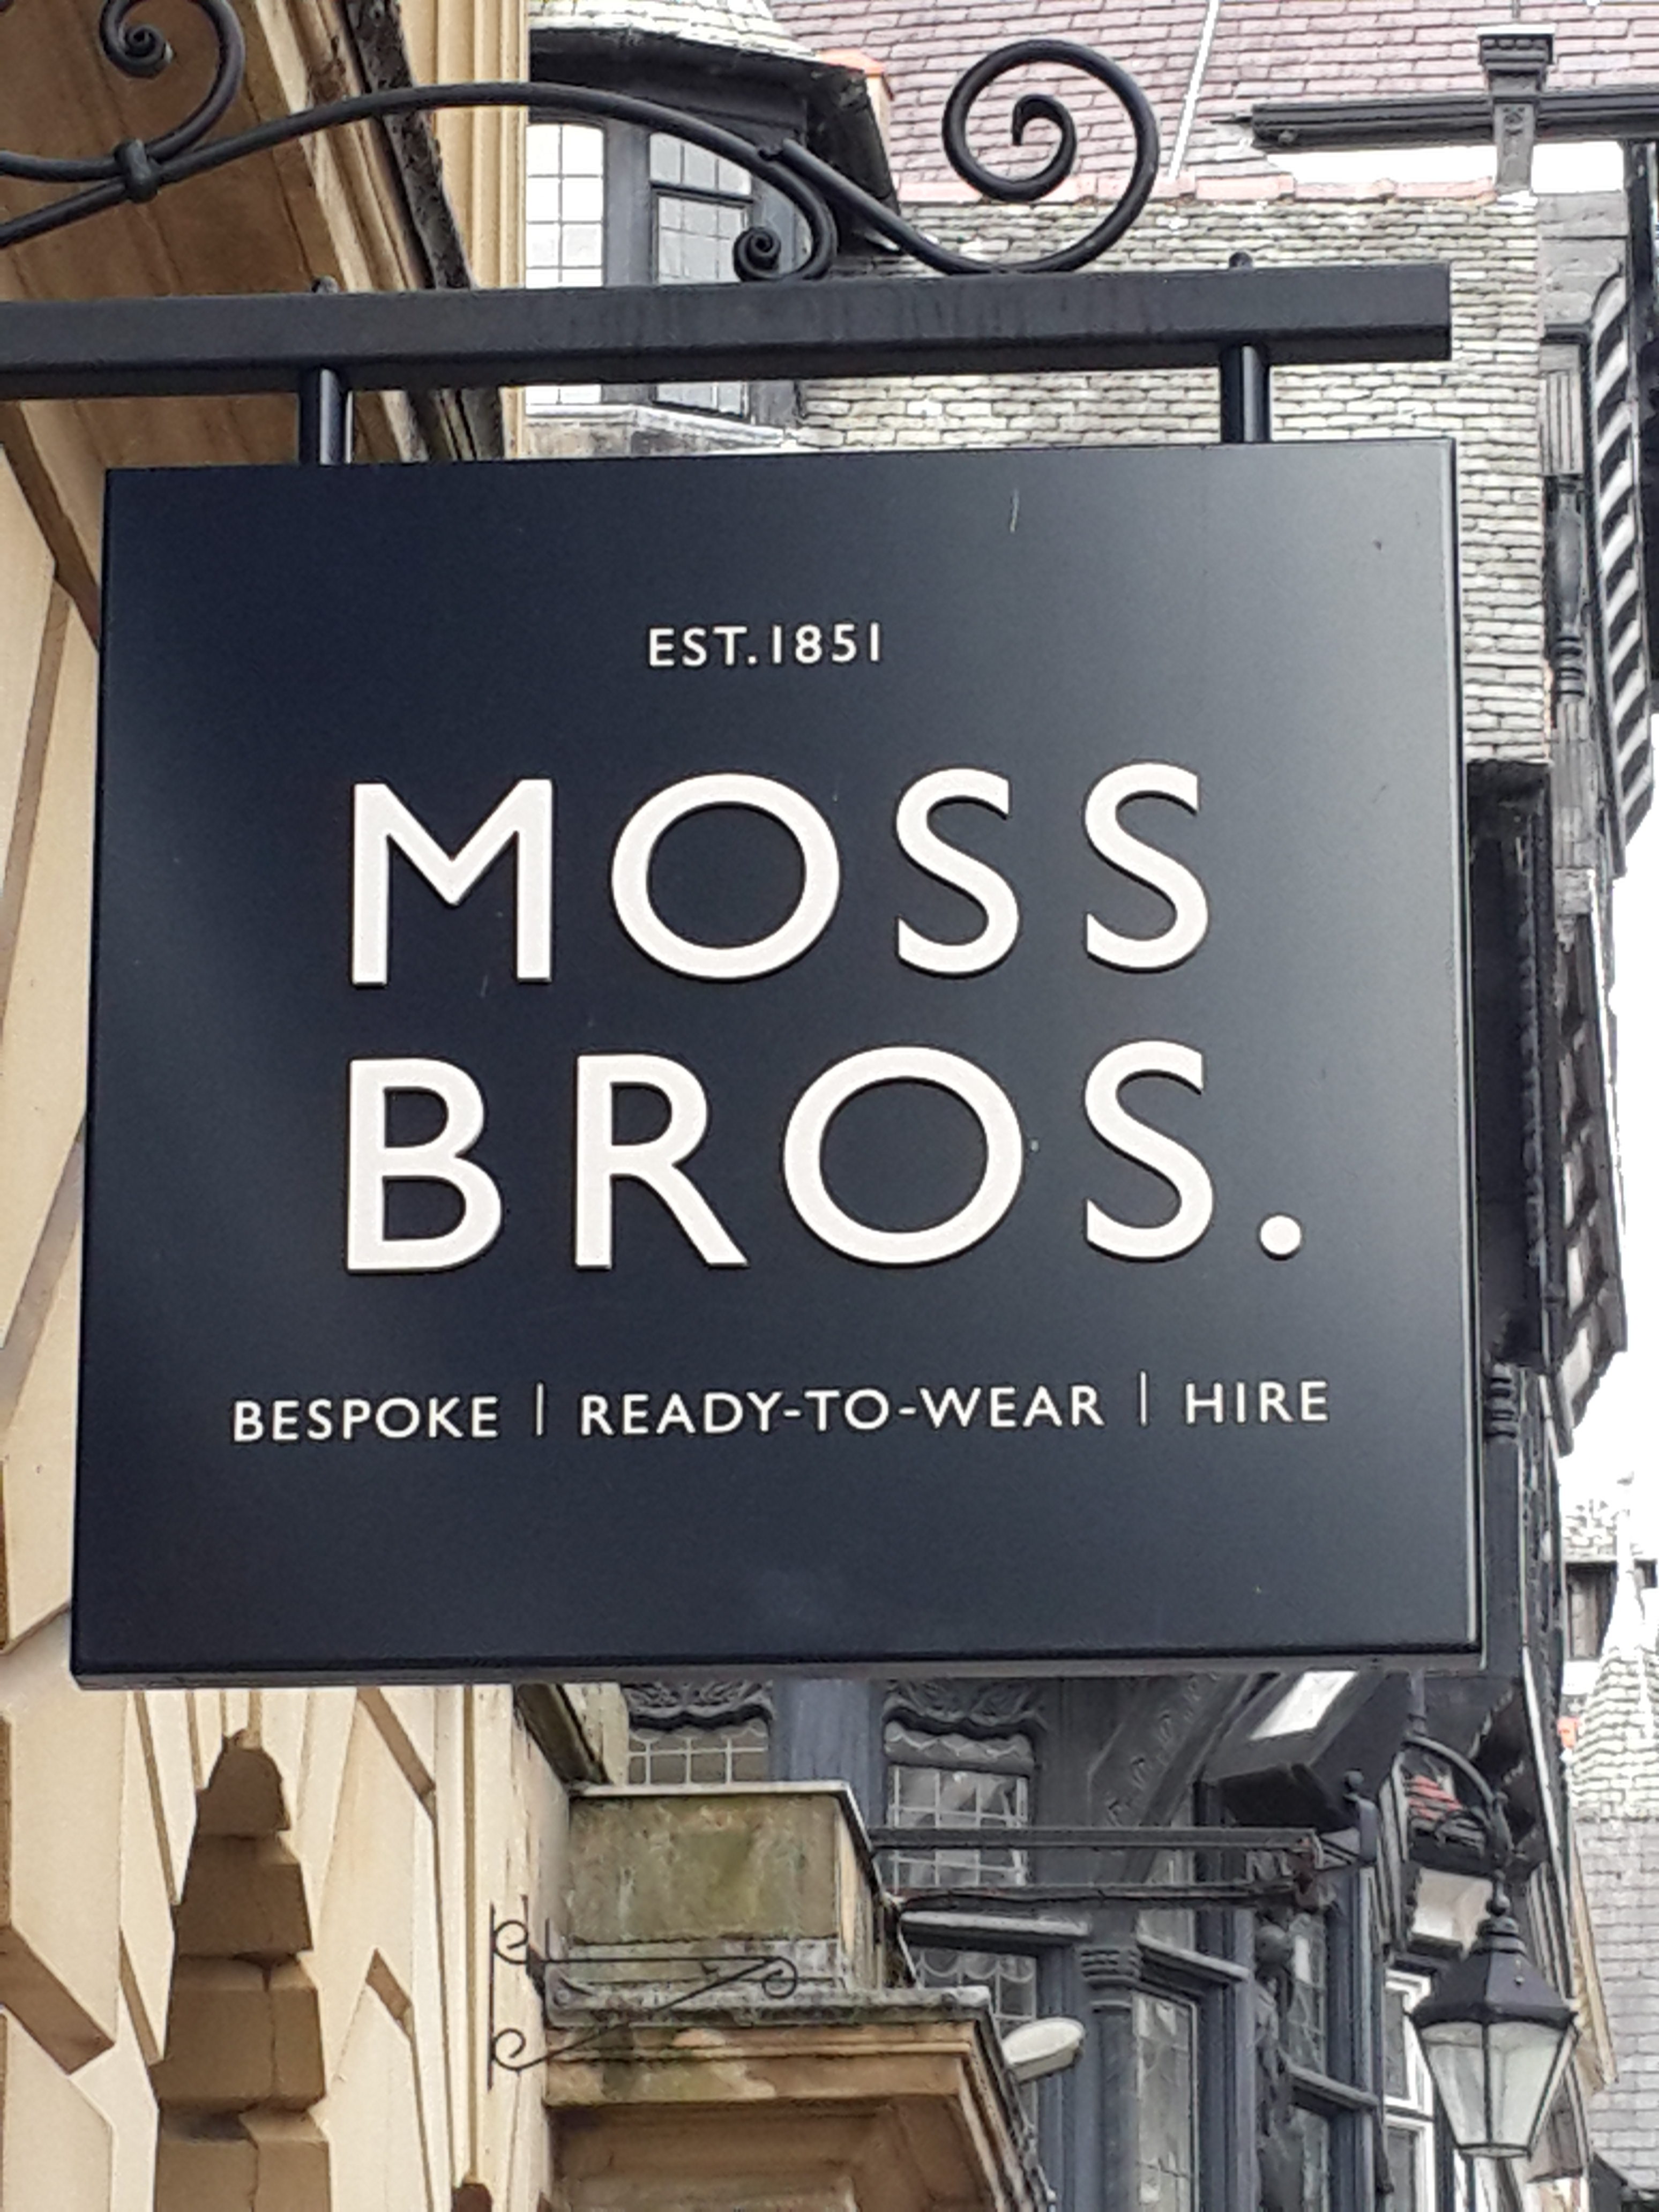 EST.1851
MOSS
BROS.
BESPOKE | READY-TO-WEAR | HIRE